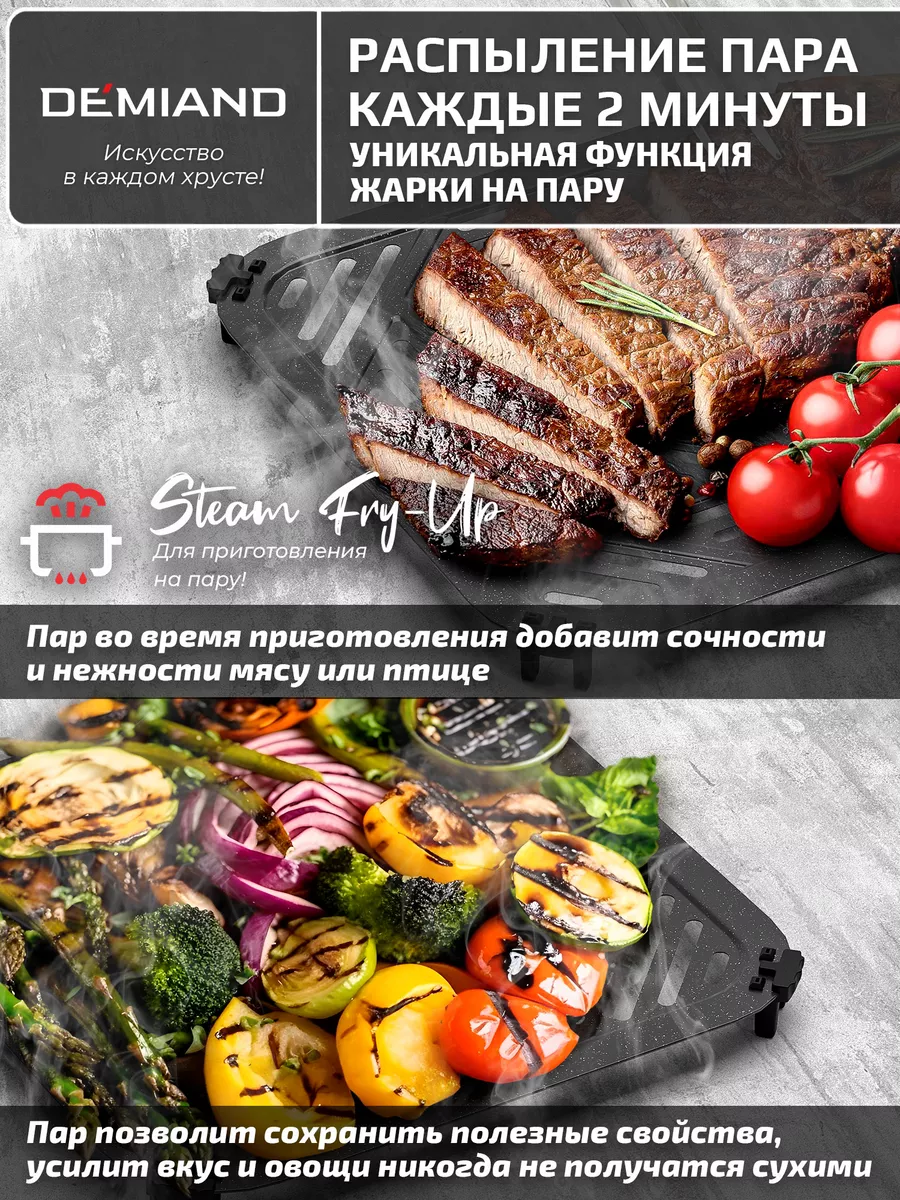 DÉMIAND
Искусство
в каждом хрусте!
РАСПЫЛЕНИЕ ПАРА
КАЖДЫЕ 2 МИНУТЫ
УНИКАЛЬНАЯ ФУНКЦИЯ
ЖАРКИ НА ПАРУ
Steam Fry-Up
Для приготовления
на пару!
Пар во время приготовления добавит сочности
и нежности мясу или птице
Пар позволит сохранить полезные свойства,
усилит вкус и овощи никогда не получатся сухими